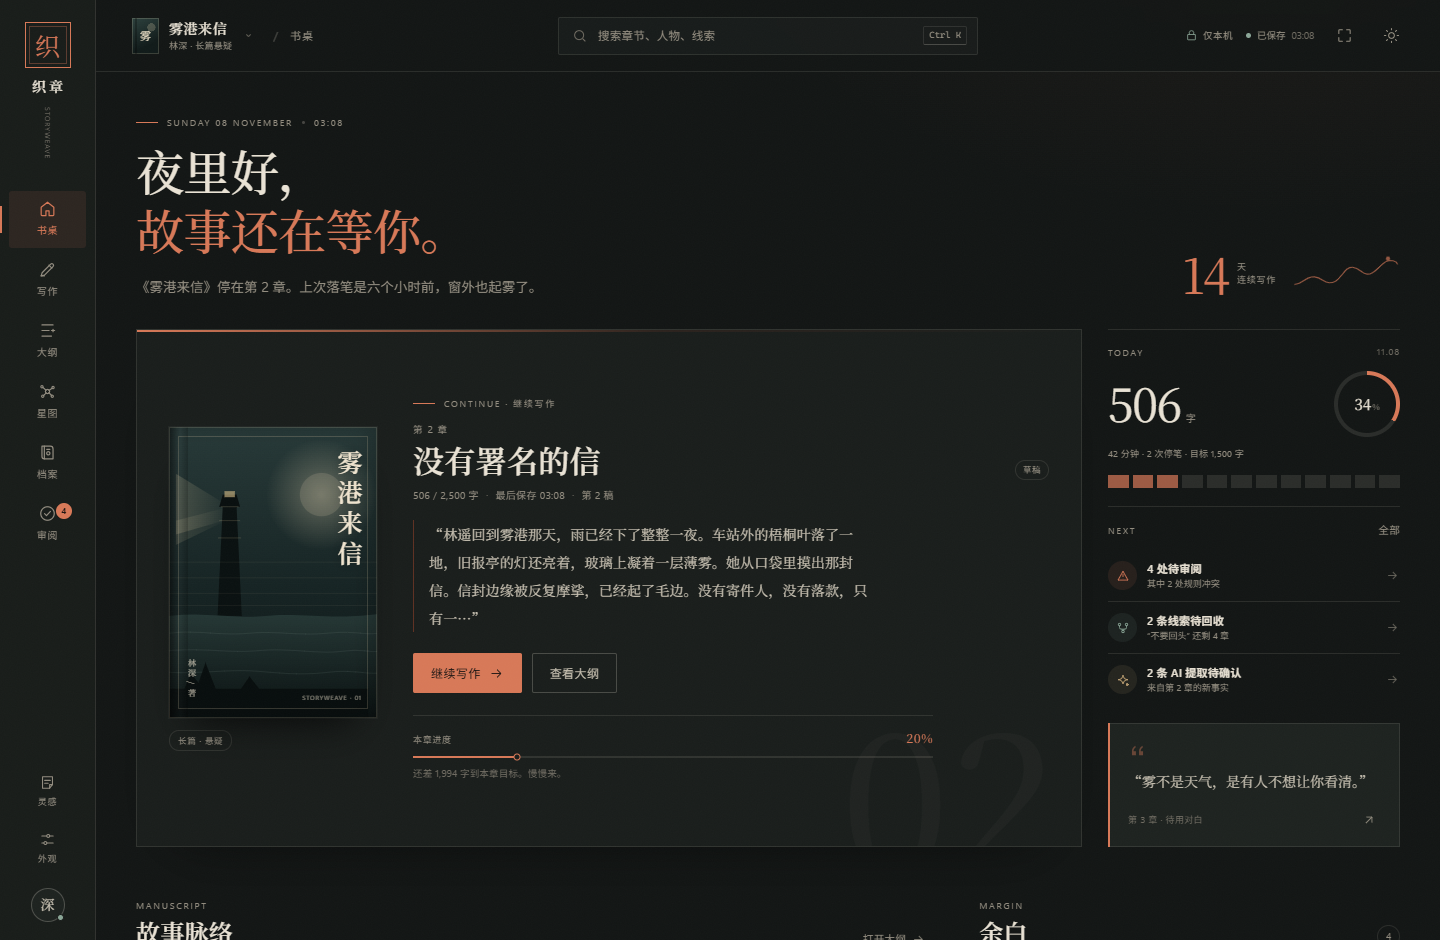 织
织章
STORYWEAVE
书桌
写作
大纲
星图
档案
4
审阅
灵感
外观
深
雾
雾港来信
林深 · 长篇悬疑
/ 书桌
搜索章节、人物、线索
Ctrl K
仅本机
已保存 03:08
SUNDAY 08 NOVEMBER • 03:08
夜里好，
故事还在等你。
《雾港来信》停在第 2 章。上次落笔是六个小时前，窗外也起雾了。
14
天
连续写作
雾港来信
林深 / 著
STORYWEAVE · 01
长篇 · 悬疑
CONTINUE · 继续写作
第 2 章
没有署名的信
506 / 2,500 字 · 最后保存 03:08 · 第 2 稿
草稿
“林遥回到雾港那天，雨已经下了整整一夜。车站外的梧桐叶落了一
地，旧报亭的灯还亮着，玻璃上凝着一层薄雾。她从口袋里摸出那封
信。信封边缘被反复摩挲，已经起了毛边。没有寄件人，没有落款，只
有一…”
继续写作 →
查看大纲
本章进度
20%
还差 1,994 字到本章目标。慢慢来。
02
TODAY
11.08
506 字
34%
42 分钟 · 2 次停笔 · 目标 1,500 字
NEXT
全部
4 处待审阅
其中 2 处规则冲突
2 条线索待回收
“不要回头” 还剩 4 章
2 条 AI 提取待确认
来自第 2 章的新事实
“
“雾不是天气，是有人不想让你看清。”
第 3 章 · 待用对白
MANUSCRIPT
故事脉络
打开大纲 →
MARGIN
余白
4